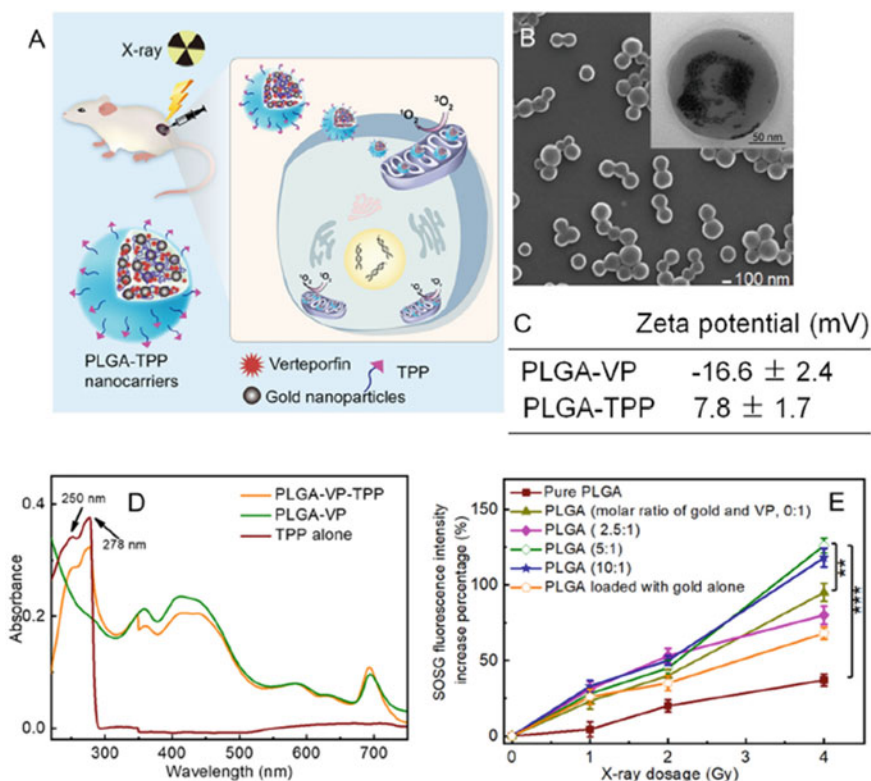 A
X-ray
³O₂
¹O₂
PLGA-TPP
nanocarriers
Verteporfin
TPP
Gold nanoparticles
B
50 nm
100 nm
C
Zeta potential (mV)
PLGA-VP -16.6 ± 2.4
PLGA-TPP 7.8 ± 1.7
D
0.4
0.2
0.0
Absorbance
250 nm
278 nm
PLGA-VP-TPP
PLGA-VP
TPP alone
300 400 500 600 700
Wavelength (nm)
E
SOSG fluorescence intensity
increase percentage (%)
150
100
50
0
Pure PLGA
PLGA (molar ratio of gold and VP, 0:1)
PLGA ( 2.5:1)
PLGA (5:1)
PLGA (10:1)
PLGA loaded with gold alone
**
***
0 1 2 4
X-ray dosage (Gy)